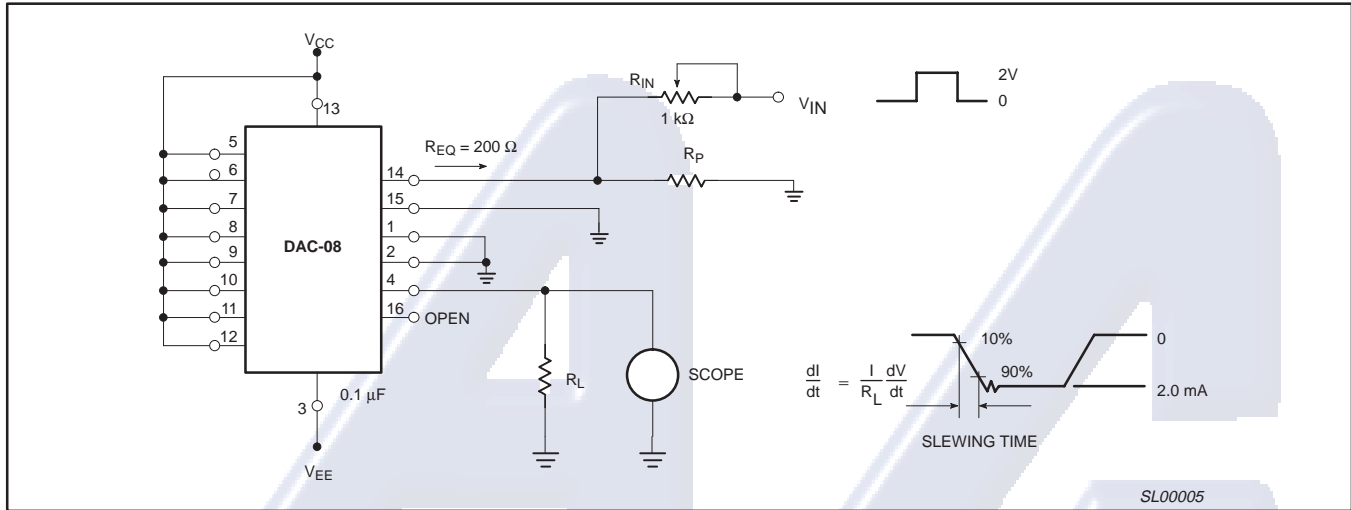 VCC
13
5
6
7
8
9
10
11
12
DAC-08
14
15
1
2
4
16
OPEN
3
0.1 μF
VEE
REQ = 200 Ω
RIN
1 kΩ
VIN
RP
RL
SCOPE
2V
0
10%
90%
0
2.0 mA
dI/dt = I/RL dV/dt
SLEWING TIME
SL00005